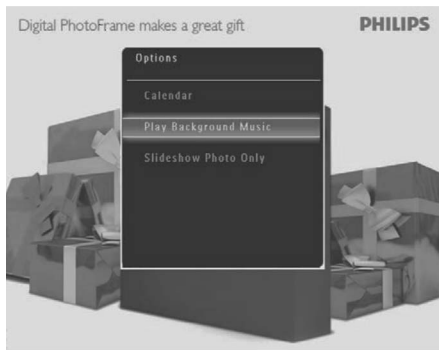 Digital PhotoFrame makes a great gift
PHILIPS
Options
Calendar
Play Background Music
Slideshow Photo Only